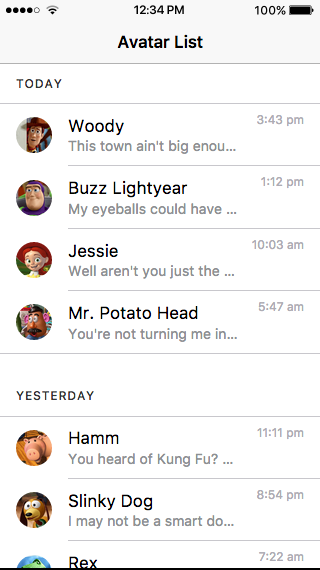 12:34 PM
100%
Avatar List
TODAY
Woody 3:43 pm
This town ain't big enou...
Buzz Lightyear 1:12 pm
My eyeballs could have ...
Jessie 10:03 am
Well aren't you just the ...
Mr. Potato Head 5:47 am
You're not turning me in...
YESTERDAY
Hamm 11:11 pm
You heard of Kung Fu? ...
Slinky Dog 8:54 pm
I may not be a smart do...
Rex 7:22 am